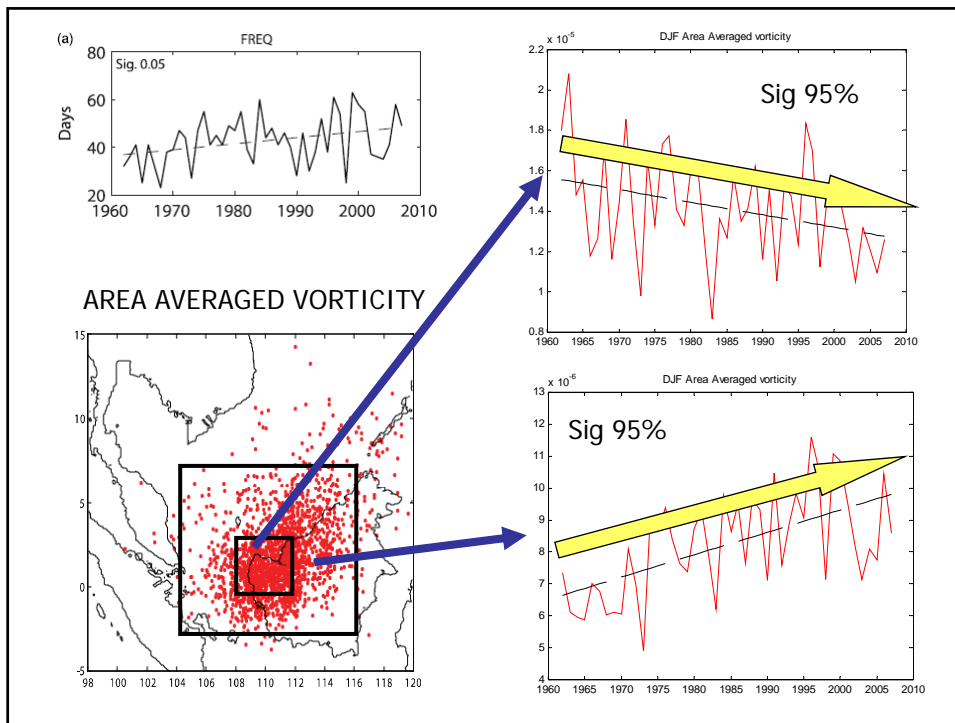 (a)
FREQ
Sig. 0.05
Days
80
60
40
20
1960 1970 1980 1990 2000 2010
AREA AVERAGED VORTICITY
15
10
5
0
-5
98 100 102 104 106 108 110 112 114 116 118 120
DJF Area Averaged vorticity
x 10-5
Sig 95%
2.2
2
1.8
1.6
1.4
1.2
1
0.8
1960 1965 1970 1975 1980 1985 1990 1995 2000 2005 2010
DJF Area Averaged vorticity
x 10-6
Sig 95%
13
12
11
10
9
8
7
6
5
4
1960 1965 1970 1975 1980 1985 1990 1995 2000 2005 2010